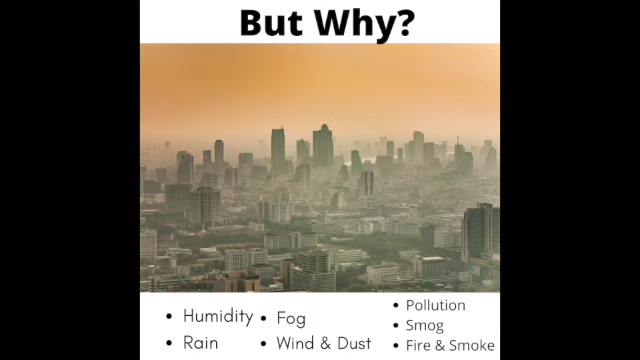 But Why?
• Humidity
• Rain
• Fog
• Wind & Dust
• Pollution
• Smog
• Fire & Smoke